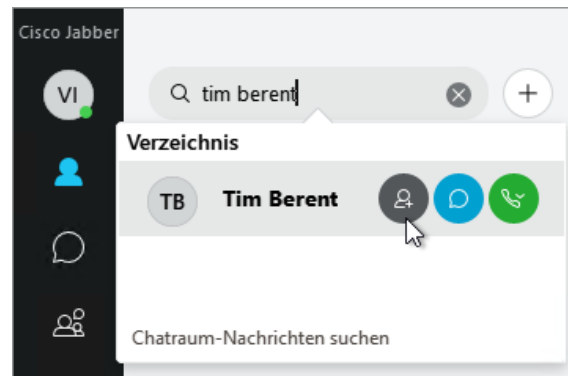 Cisco Jabber
VI
tim berent
Verzeichnis
TB
Tim Berent
Chatraum-Nachrichten suchen